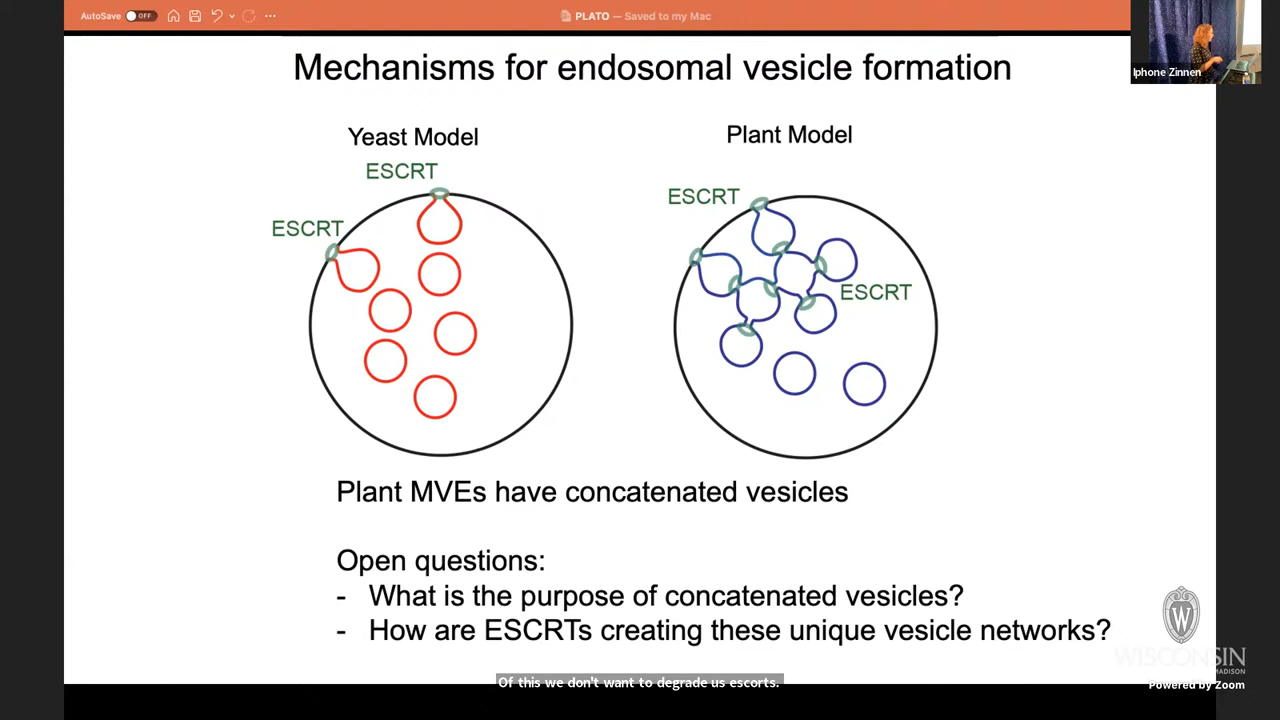 AutoSave OFF
PLATO — Saved to my Mac
Iphone Zinnen
Mechanisms for endosomal vesicle formation
Yeast Model
Plant Model
ESCRT
ESCRT
ESCRT
ESCRT
Plant MVEs have concatenated vesicles
Open questions:
- What is the purpose of concatenated vesicles?
- How are ESCRTs creating these unique vesicle networks?
W
WISCONSIN
MADISON
Of this we don't want to degrade us escorts.
Powered by Zoom